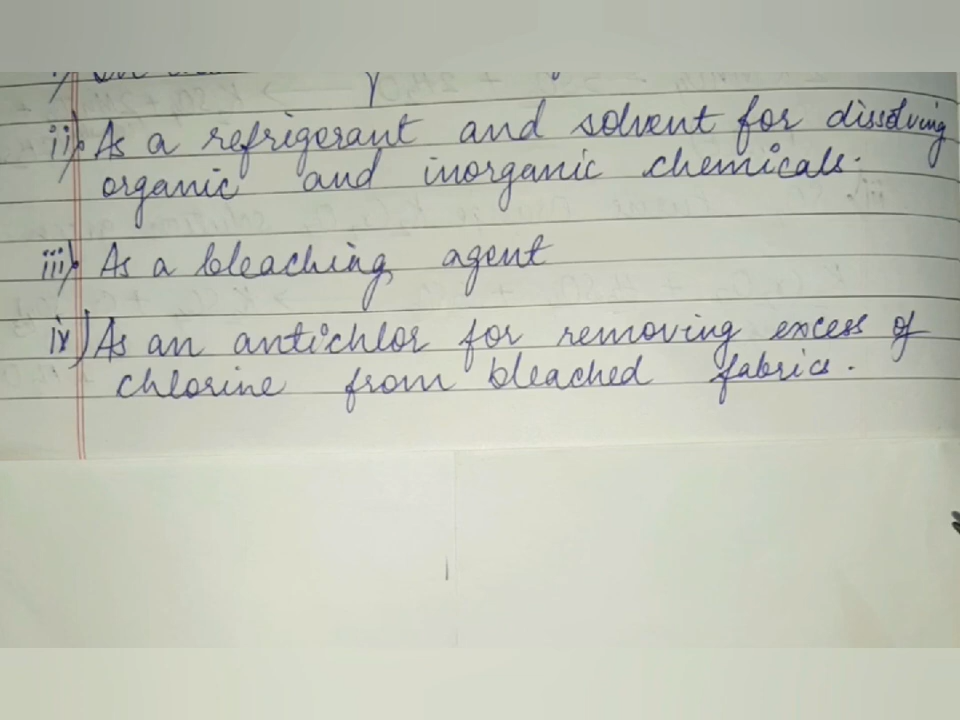 ii) As a refrigerant and solvent for dissolving
organic and inorganic chemicals.
iii) As a bleaching agent
iv) As an antichlor for removing excess of
chlorine from bleached fabrics.